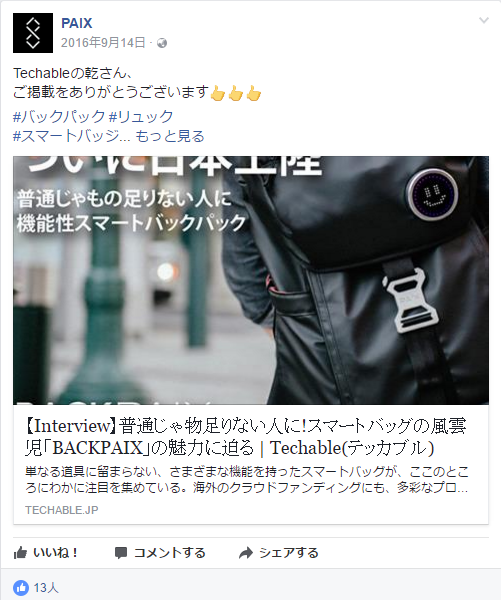 PAIX
2016年9月14日 ·
Techableの乾さん、
ご掲載をありがとうございます👉👉👉
#バックパック #リュック
#スマートバッジ... もっと見る
ついに日本上陸
普通じゃもの足りない人に
機能性スマートバックパック
PAIX
BACKPAIX
【Interview】普通じゃ物足りない人に!スマートバッグの風雲
児「BACKPAIX」の魅力に迫る | Techable(テッカブル)
単なる道具に留まらない、さまざまな機能を持ったスマートバッグが、ここのとこ
ろにわかに注目を集めている。海外のクラウドファンディングにも、多彩なプロ...
TECHABLE.JP
いいね！ コメントする シェアする
13人